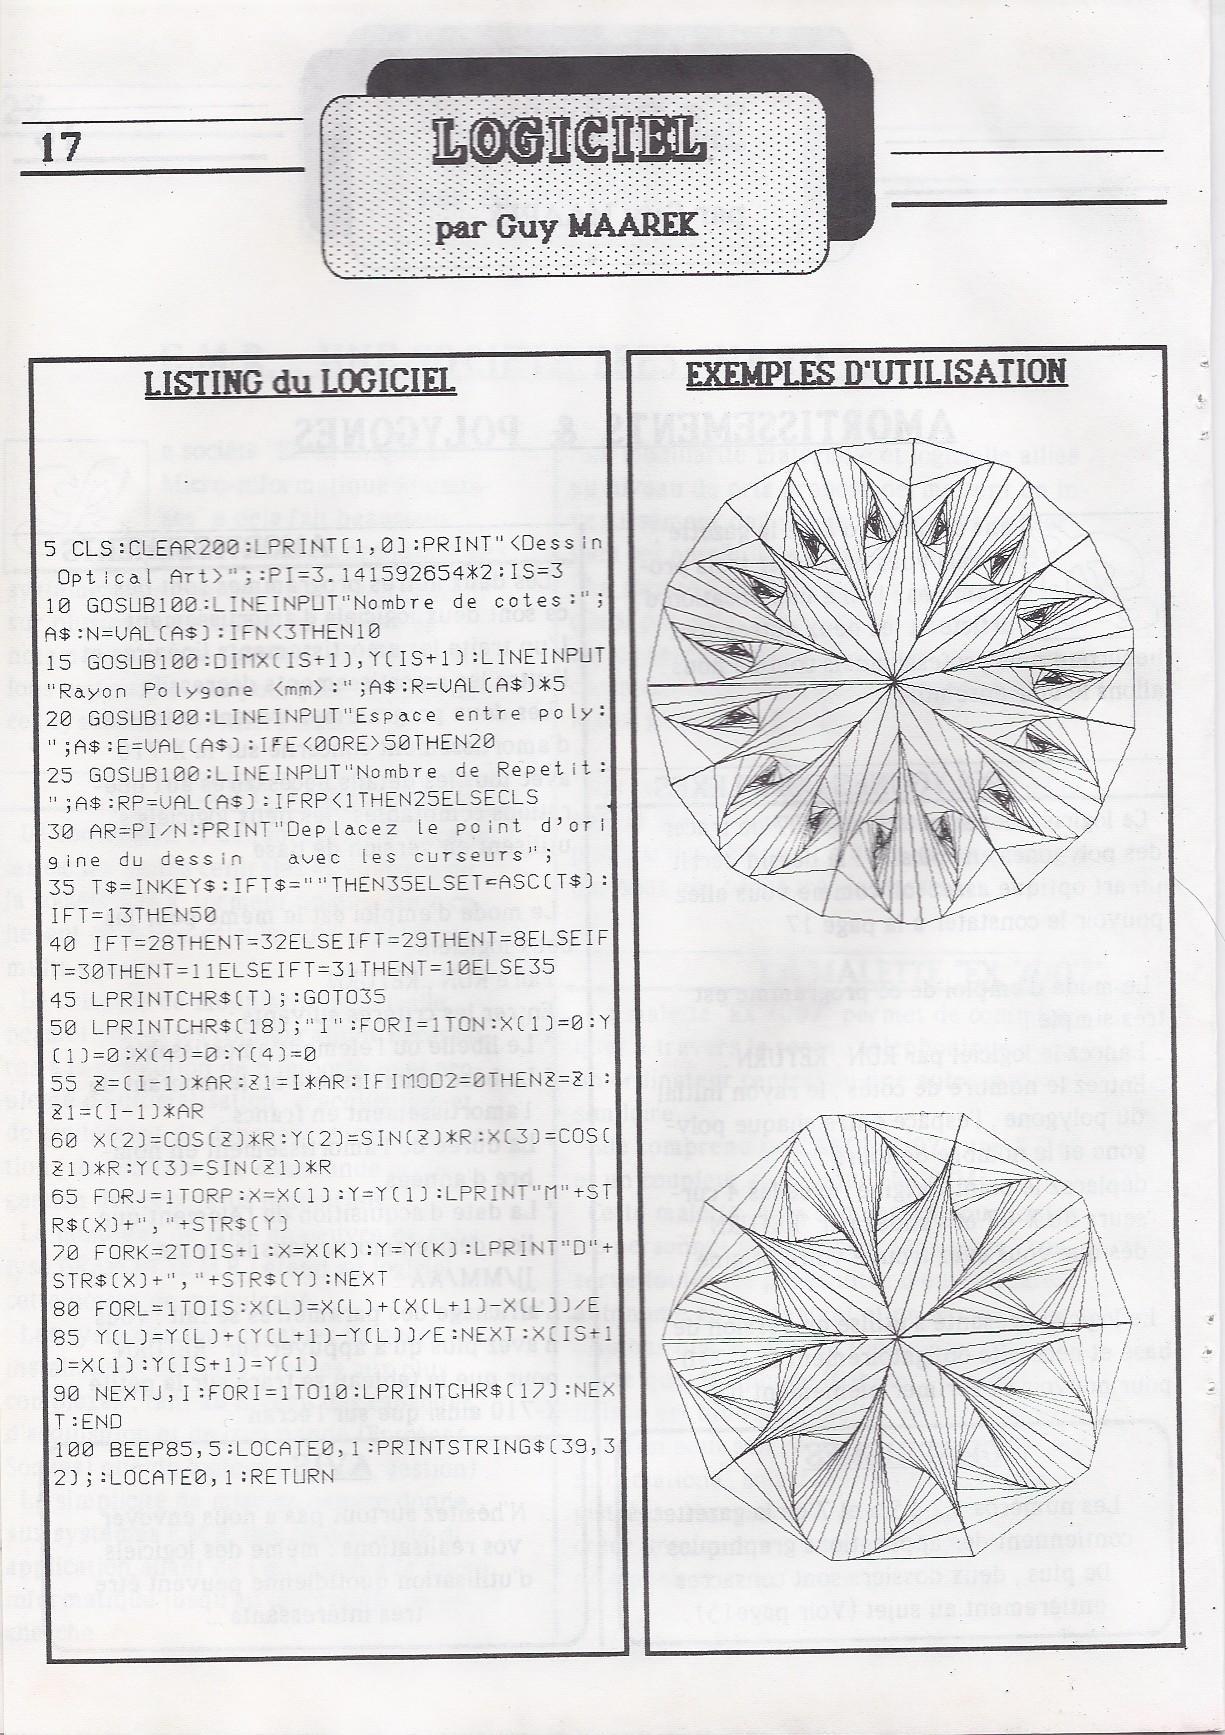 17
LOGICIEL
par Guy MAAREK
LISTING du LOGICIEL
5 CLS:CLEAR200:LPRINT[1,0]:PRINT"<Dessin
Optical Art>";:PI=3.141592654*2:IS=3
10 GOSUB100:LINEINPUT"Nombre de cotes:";
A$:N=VAL(A$):IFN<3THEN10
15 GOSUB100:DIMX(IS+1),Y(IS+1):LINEINPUT
"Rayon Polygone <mm>:";A$:R=VAL(A$)*5
20 GOSUB100:LINEINPUT"Espace entre poly:
";A$:E=VAL(A$):IFE<0ORE>50THEN20
25 GOSUB100:LINEINPUT"Nombre de Repetit:
";A$:RP=VAL(A$):IFRP<1THEN25ELSECLS
30 AR=PI/N:PRINT"Deplacez le point d'ori
gine du dessin   avec les curseurs";
35 T$=INKEY$:IFT$=""THEN35ELSET=ASC(T$):
IFT=13THEN50
40 IFT=28THENT=32ELSEIFT=29THENT=8ELSEIF
T=30THENT=11ELSEIFT=31THENT=10ELSE35
45 LPRINTCHR$(T);:GOTO35
50 LPRINTCHR$(18);"I":FORI=1TON:X(1)=0:Y
(1)=0:X(4)=0:Y(4)=0
55 Z=(I-1)*AR:Z1=I*AR:IFIMOD2=0THENZ=Z1:
Z1=(I-1)*AR
60 X(2)=COS(Z)*R:Y(2)=SIN(Z)*R:X(3)=COS(
Z1)*R:Y(3)=SIN(Z1)*R
65 FORJ=1TORP:X=X(1):Y=Y(1):LPRINT"M"+ST
R$(X)+","+STR$(Y)
70 FORK=2TOIS+1:X=X(K):Y=Y(K):LPRINT"D"+
STR$(X)+","+STR$(Y):NEXT
80 FORL=1TOIS:X(L)=X(L)+(X(L+1)-X(L))/E
85 Y(L)=Y(L)+(Y(L+1)-Y(L))/E:NEXT:X(IS+1
)=X(1):Y(IS+1)=Y(1)
90 NEXTJ,I:FORI=1TO10:LPRINTCHR$(17):NEX
T:END
100 BEEP85,5:LOCATE0,1:PRINTSTRING$(39,3
2);:LOCATE0,1:RETURN
EXEMPLES D'UTILISATION